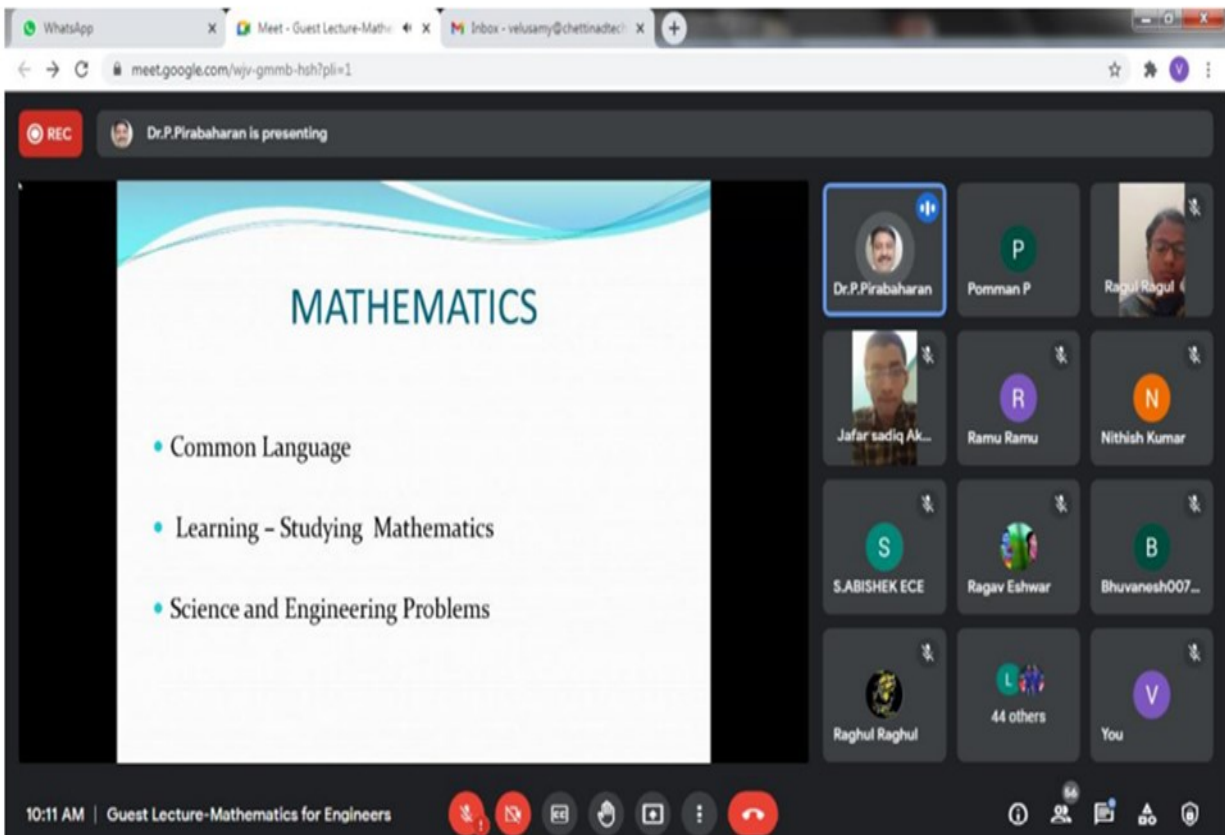 WhatsApp
Meet - Guest Lecture-Mathe
Inbox - velusamy@chettinadtech
meet.google.com/wjv-gmmb-hsh?pli=1
V
REC
Dr.P.Pirabaharan is presenting
MATHEMATICS
• Common Language
• Learning – Studying Mathematics
• Science and Engineering Problems
Dr.P.Pirabaharan
P
Pomman P
Ragul Ragul
Jafar sadiq Ak...
R
Ramu Ramu
N
Nithish Kumar
S
S.ABISHEK ECE
Ragav Eshwar
B
Bhuvanesh007...
Raghul Raghul
L
44 others
V
You
10:11 AM | Guest Lecture-Mathematics for Engineers
CC
56